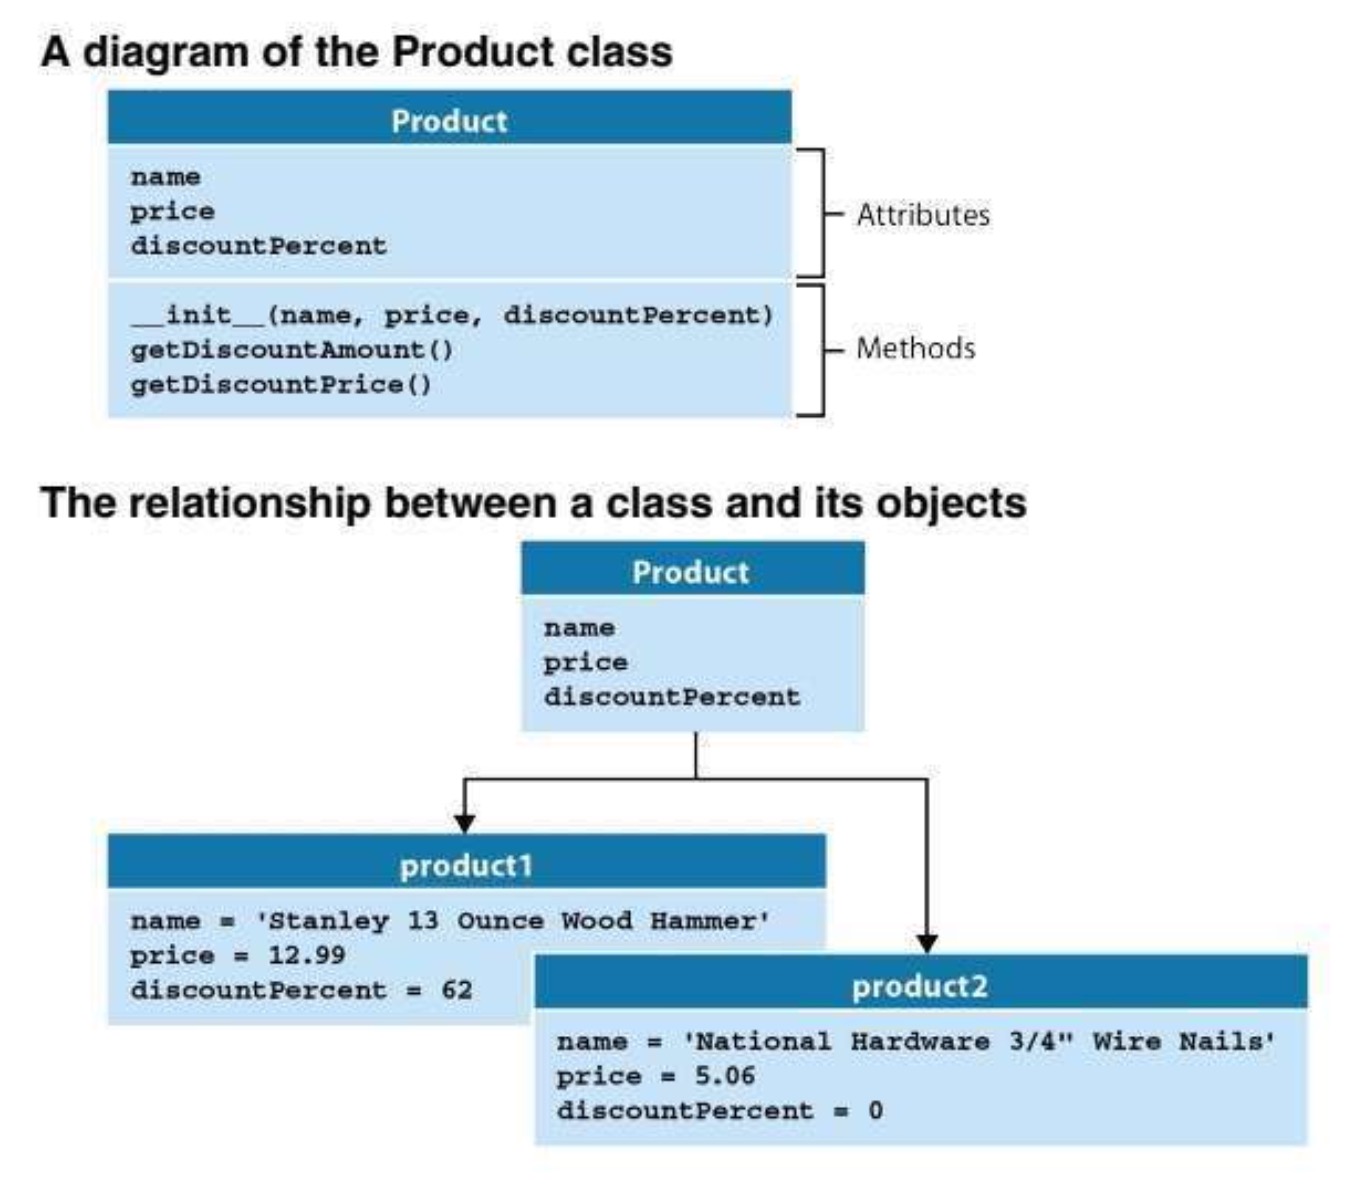 A diagram of the Product class
Product
name
price
discountPercent
Attributes
__init__(name, price, discountPercent)
getDiscountAmount()
getDiscountPrice()
Methods
The relationship between a class and its objects
Product
name
price
discountPercent
product1
name = 'Stanley 13 Ounce Wood Hammer'
price = 12.99
discountPercent = 62
product2
name = 'National Hardware 3/4" Wire Nails'
price = 5.06
discountPercent = 0